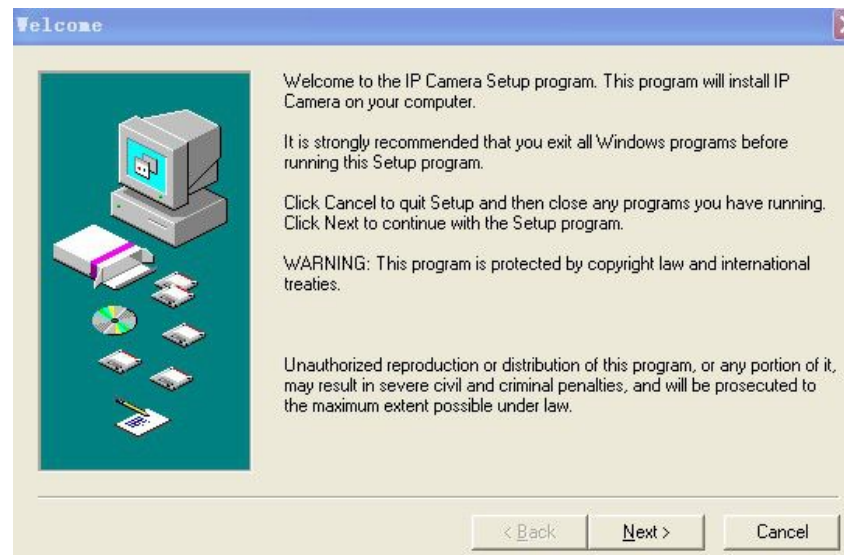 Welcome
Welcome to the IP Camera Setup program. This program will install IP
Camera on your computer.
It is strongly recommended that you exit all Windows programs before
running this Setup program.
Click Cancel to quit Setup and then close any programs you have running.
Click Next to continue with the Setup program.
WARNING: This program is protected by copyright law and international
treaties.
Unauthorized reproduction or distribution of this program, or any portion of it,
may result in severe civil and criminal penalties, and will be prosecuted to
the maximum extent possible under law.
< Back Next > Cancel